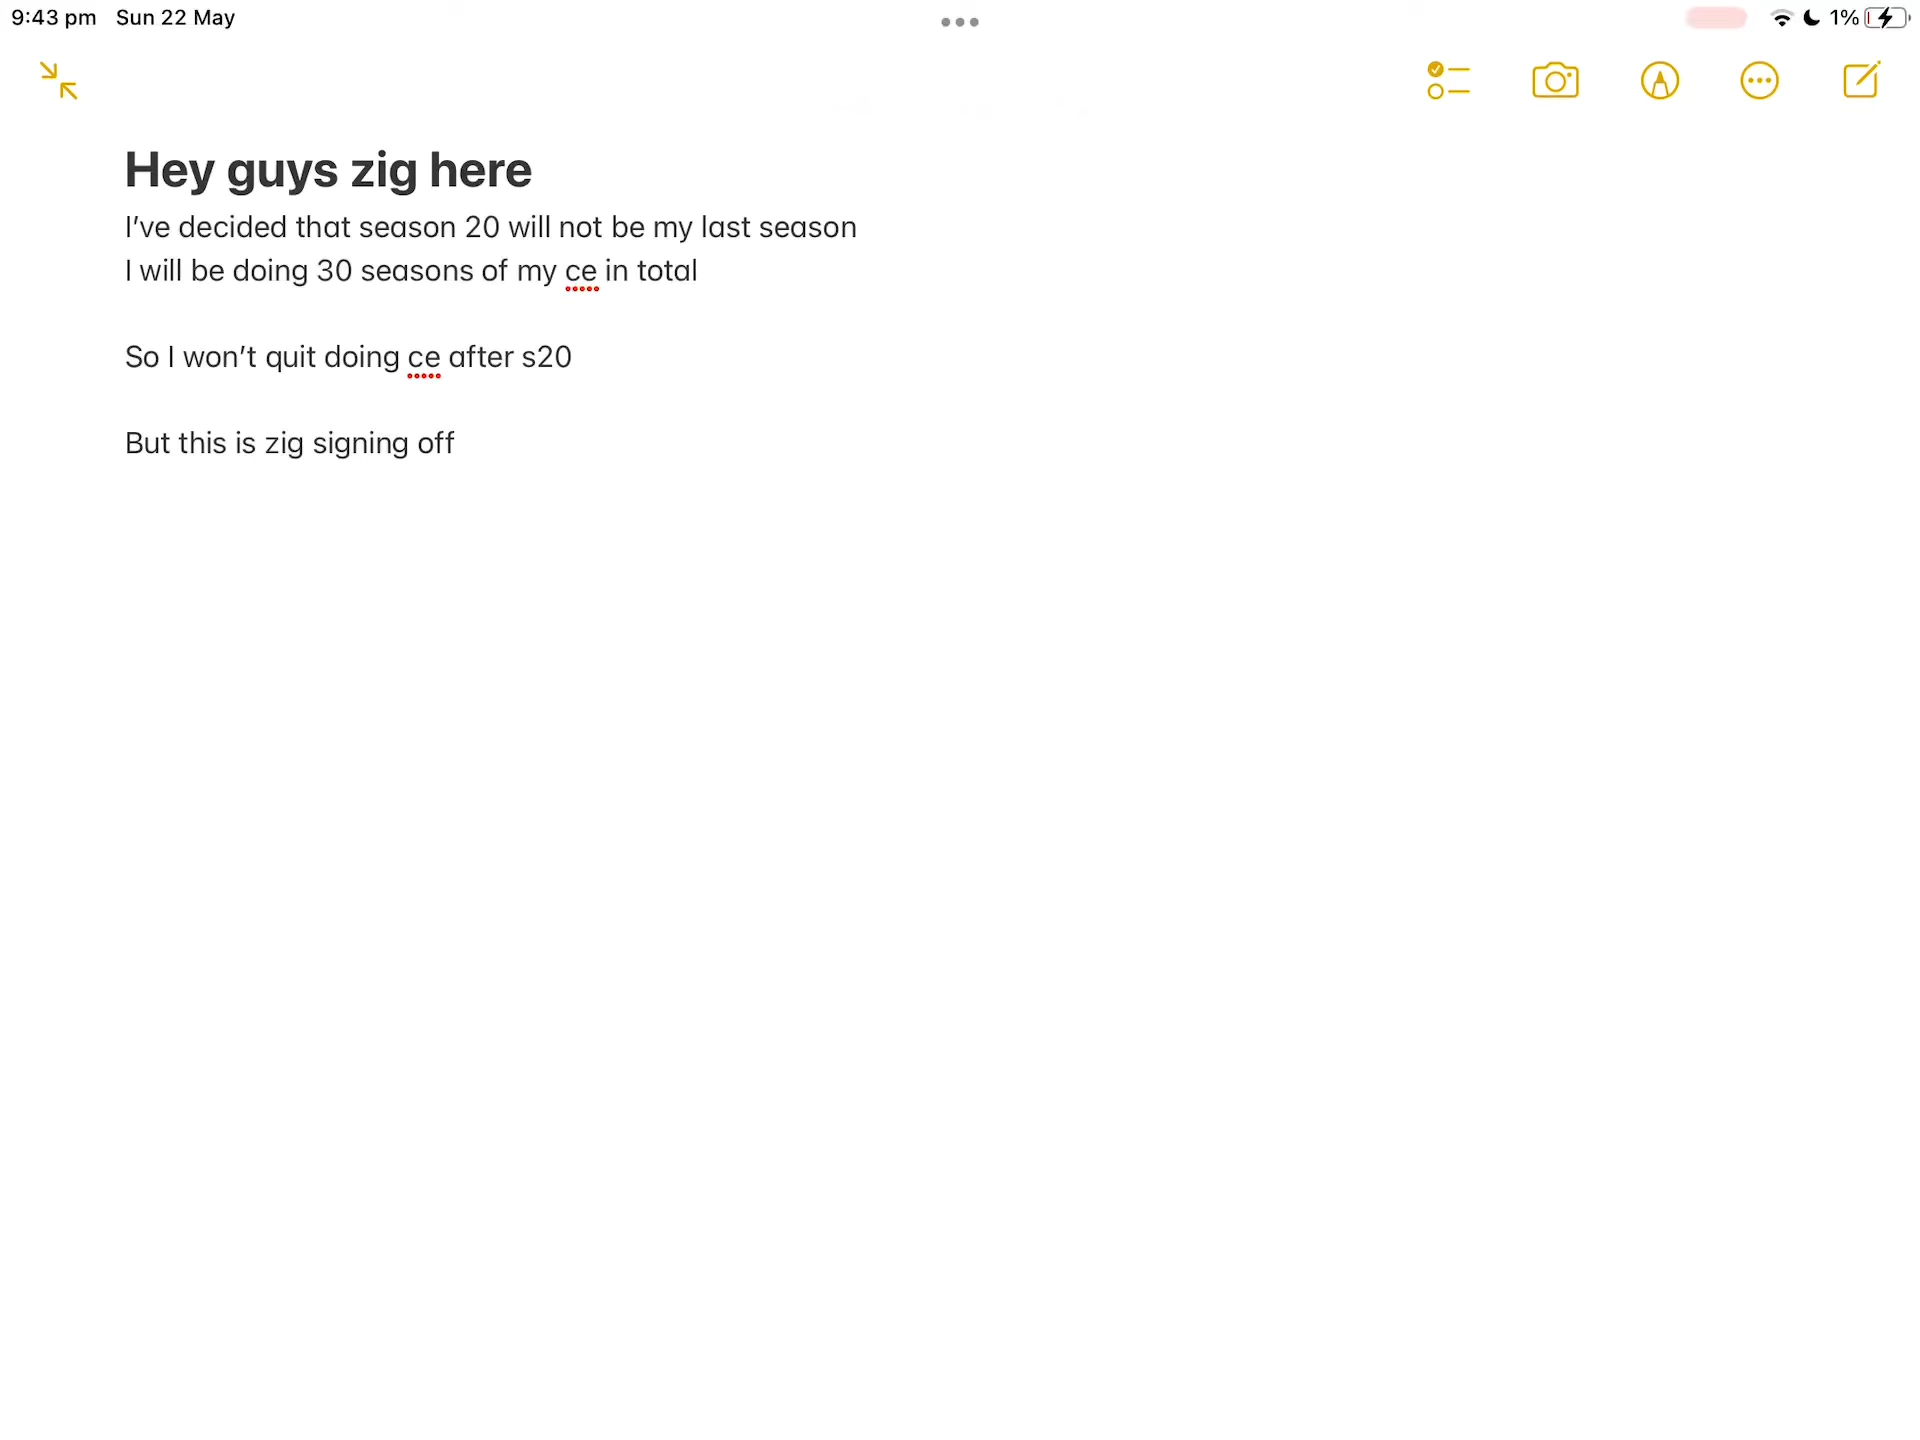 9:43 pm Sun 22 May
1%
Hey guys zig here
I’ve decided that season 20 will not be my last season
I will be doing 30 seasons of my ce in total
So I won’t quit doing ce after s20
But this is zig signing off